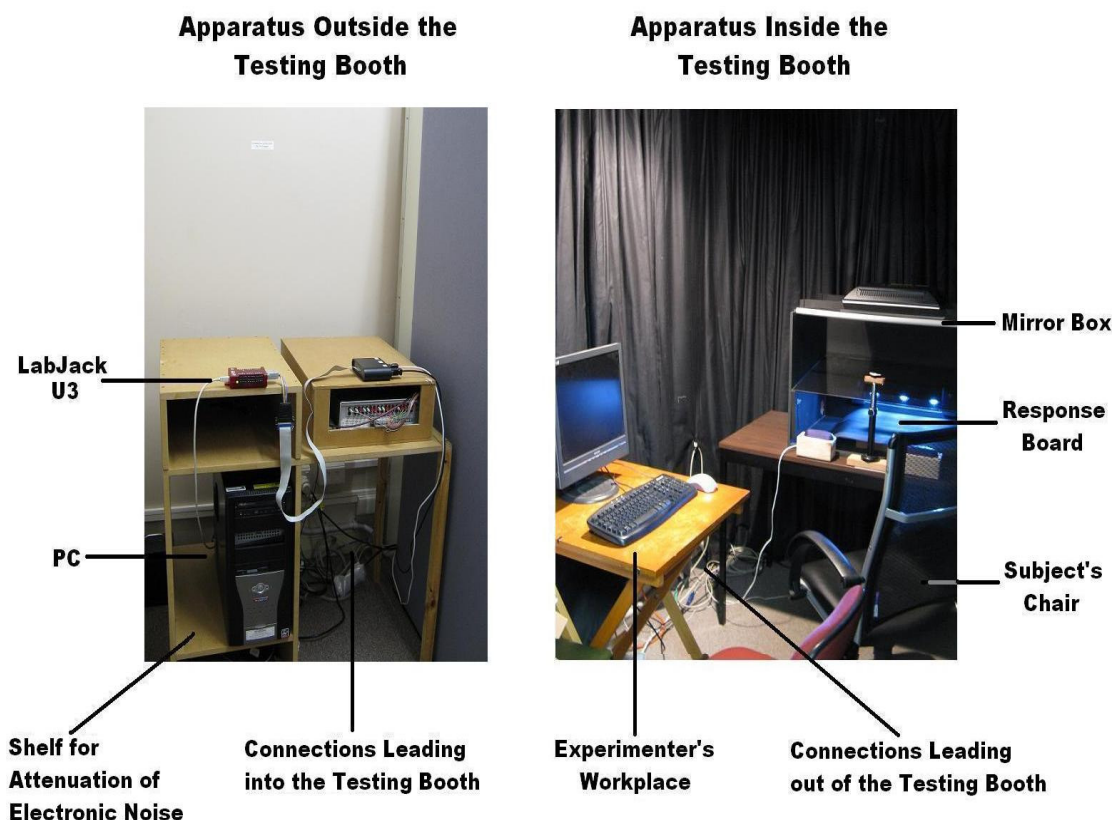 Apparatus Outside the
Testing Booth
Apparatus Inside the
Testing Booth
LabJack
U3
PC
Shelf for
Attenuation of
Electronic Noise
Connections Leading
into the Testing Booth
Mirror Box
Response
Board
Subject's
Chair
Experimenter's
Workplace
Connections Leading
out of the Testing Booth